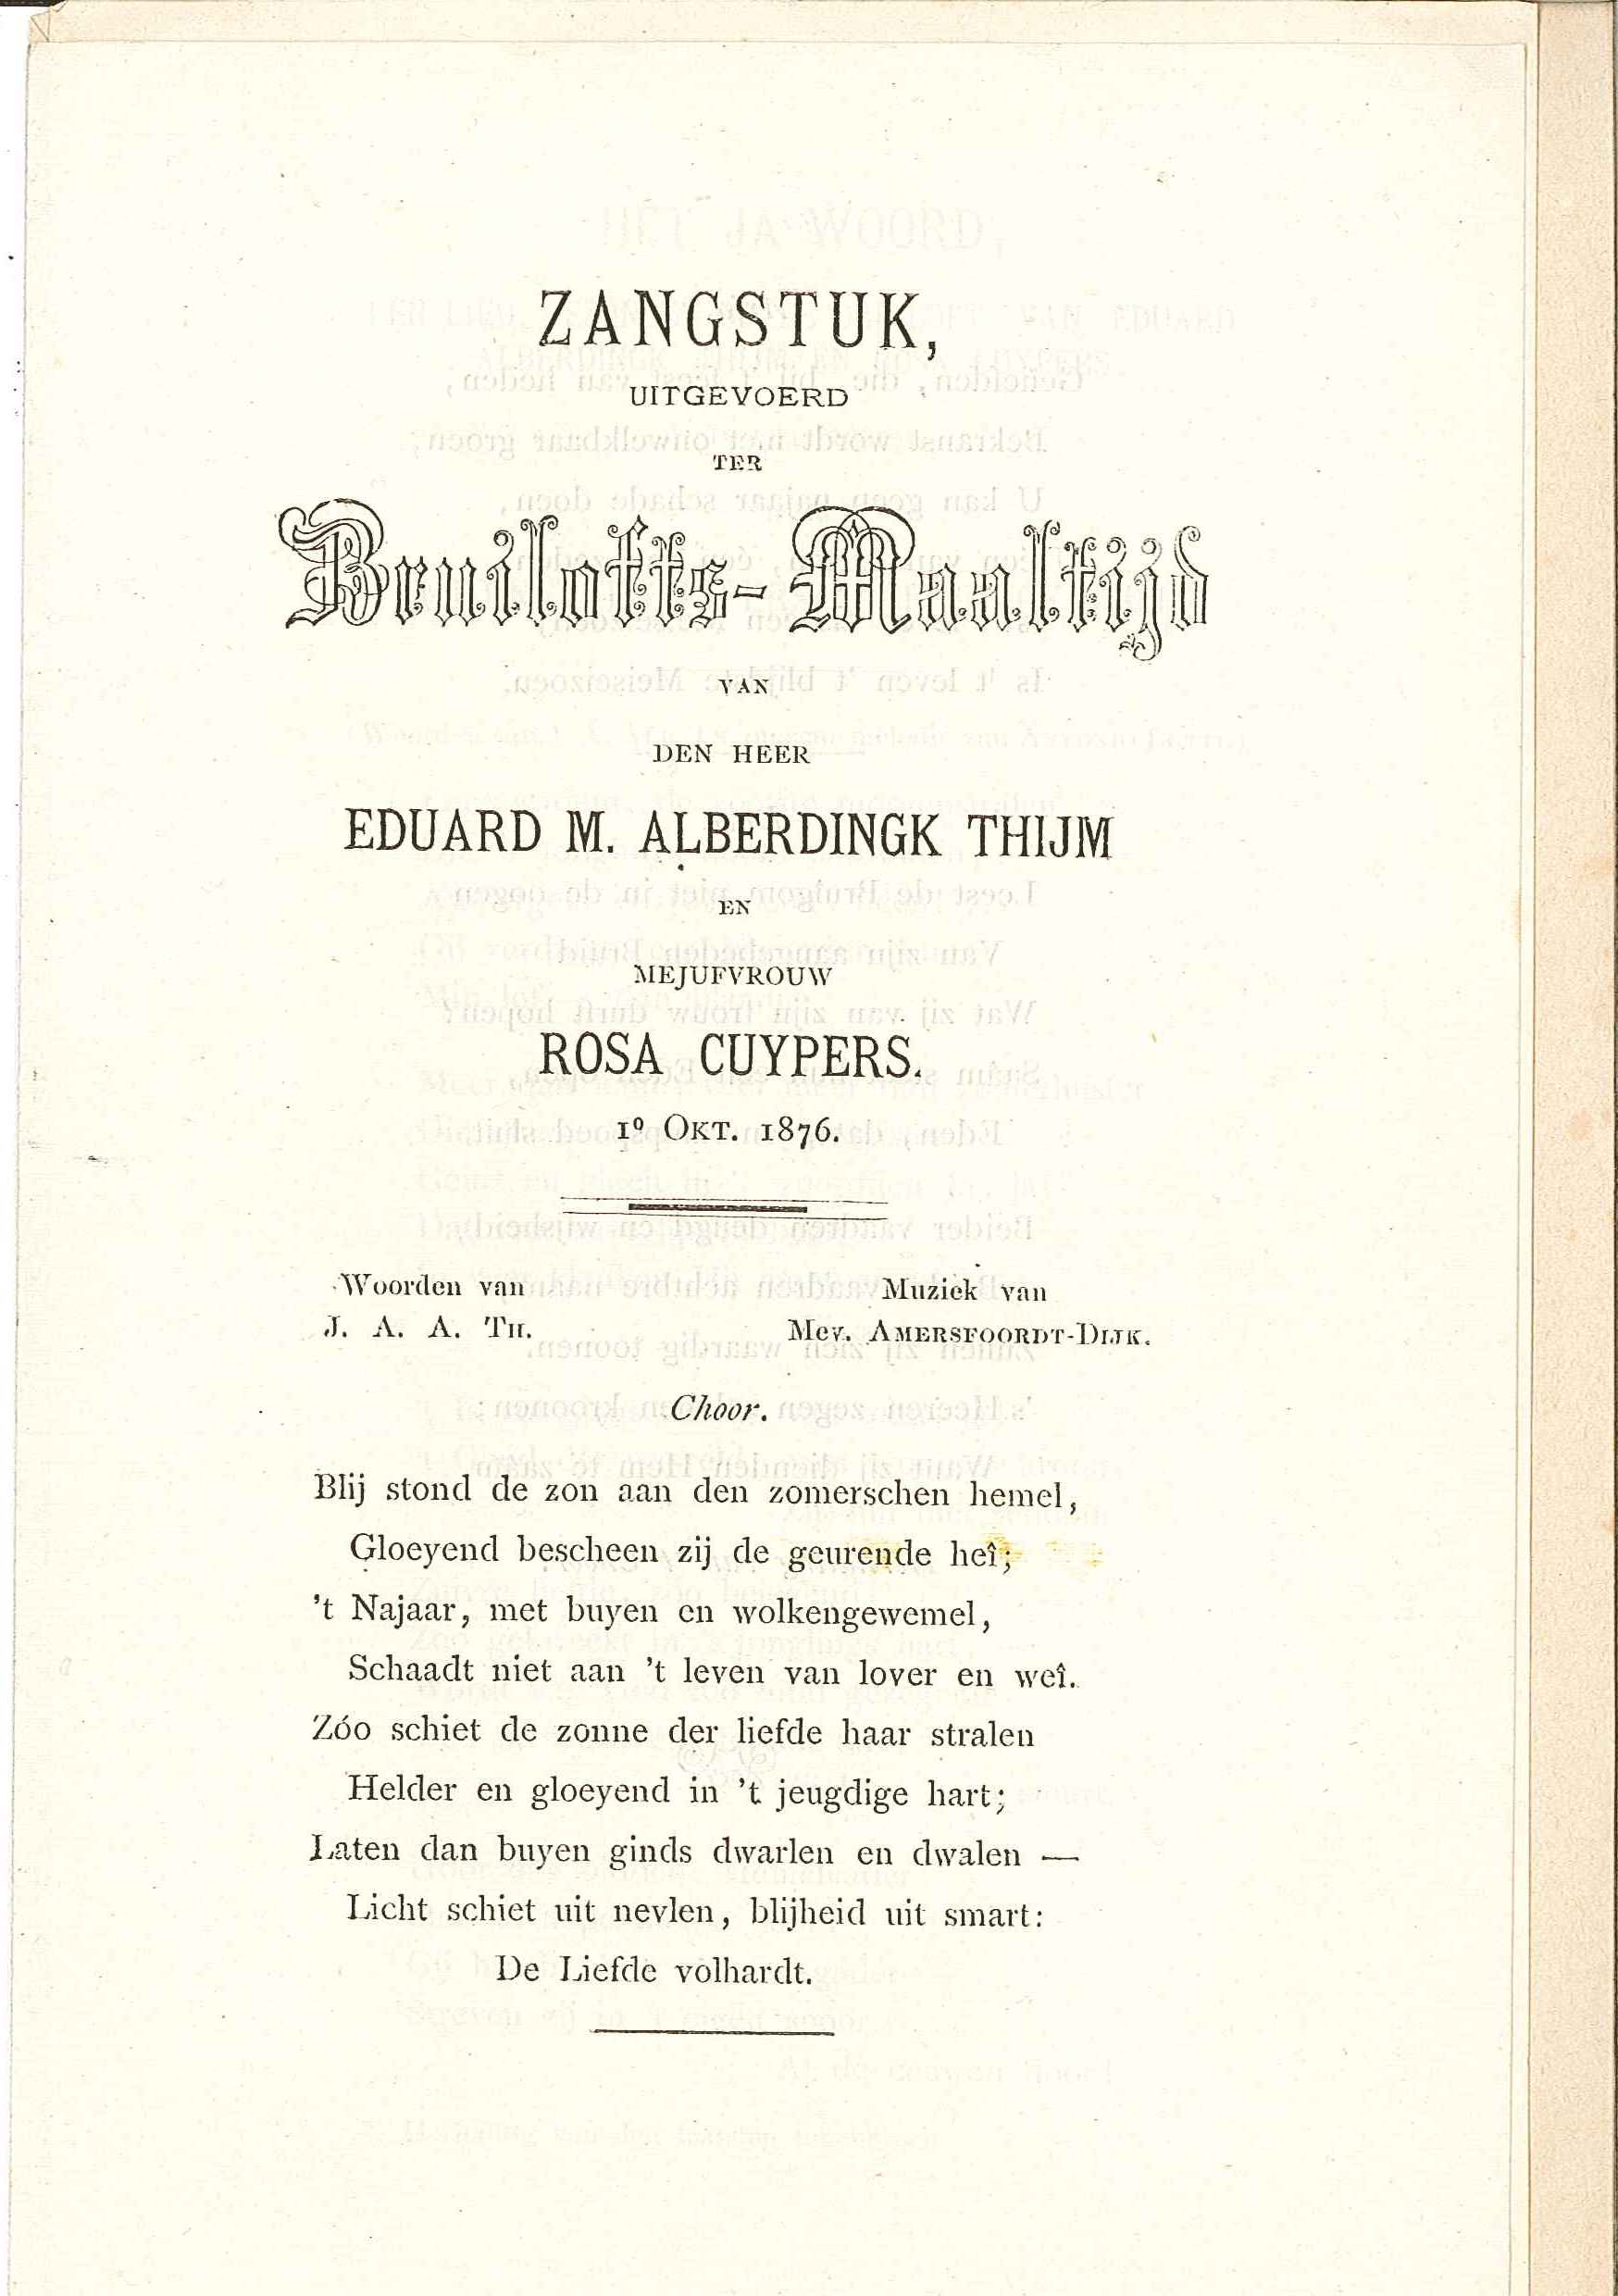 ZANGSTUK,
UITGEVOERD
TER
Bruilofts-Maaltijd
VAN
DEN HEER
EDUARD M. ALBERDINGK THIJM
EN
MEJUFVROUW
ROSA CUYPERS.
1º OKT. 1876.
Woorden van
J. A. A. TH.
Muziek van
Mev. AMERSFOORDT-DIJK.
Choor.
Blij stond de zon aan den zomerschen hemel,
Gloeyend bescheen zij de geurende heî;
't Najaar, met buyen en wolkengewemel,
Schaadt niet aan 't leven van lover en weî.
Zóo schiet de zonne der liefde haar stralen
Helder en gloeyend in 't jeugdige hart;
Laten dan buyen ginds dwarlen en dwalen —
Licht schiet uit nevlen, blijheid uit smart:
De Liefde volhardt.